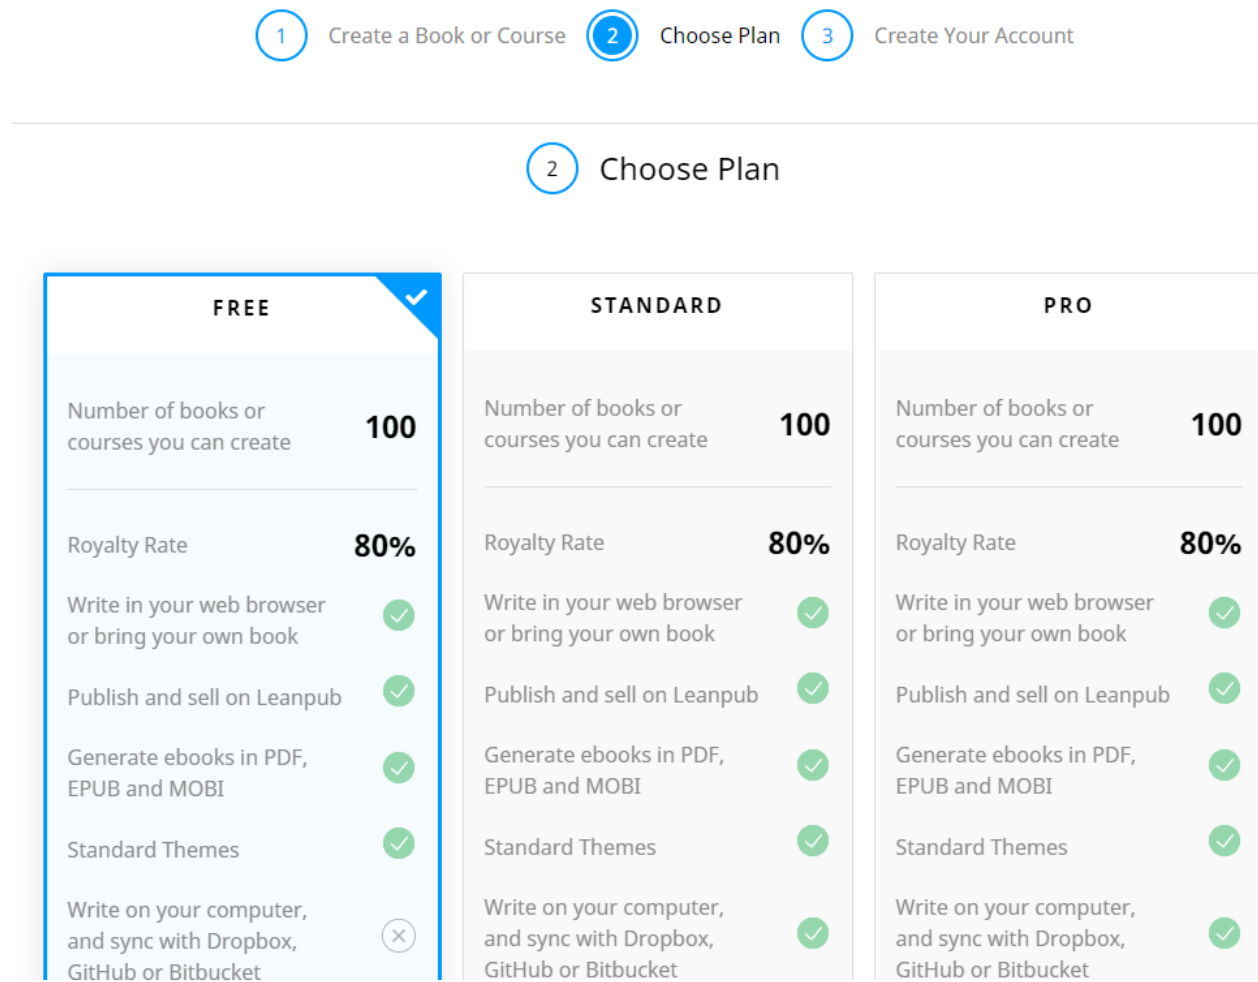 1 Create a Book or Course 2 Choose Plan 3 Create Your Account
2 Choose Plan
FREE
Number of books or
courses you can create
100
Royalty Rate 80%
Write in your web browser
or bring your own book
Publish and sell on Leanpub
Generate ebooks in PDF,
EPUB and MOBI
Standard Themes
Write on your computer,
and sync with Dropbox,
GitHub or Bitbucket
STANDARD
Number of books or
courses you can create
100
Royalty Rate 80%
Write in your web browser
or bring your own book
Publish and sell on Leanpub
Generate ebooks in PDF,
EPUB and MOBI
Standard Themes
Write on your computer,
and sync with Dropbox,
GitHub or Bitbucket
PRO
Number of books or
courses you can create
100
Royalty Rate 80%
Write in your web browser
or bring your own book
Publish and sell on Leanpub
Generate ebooks in PDF,
EPUB and MOBI
Standard Themes
Write on your computer,
and sync with Dropbox,
GitHub or Bitbucket